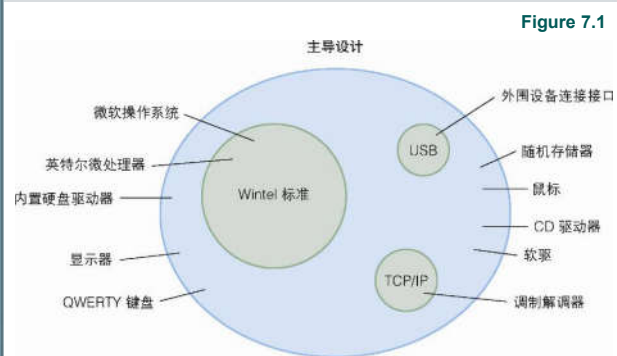 Figure 7.1
主导设计
微软操作系统
英特尔微处理器
内置硬盘驱动器
显示器
QWERTY 键盘
Wintel 标准
USB
TCP/IP
外围设备连接接口
随机存储器
鼠标
CD 驱动器
软驱
调制解调器